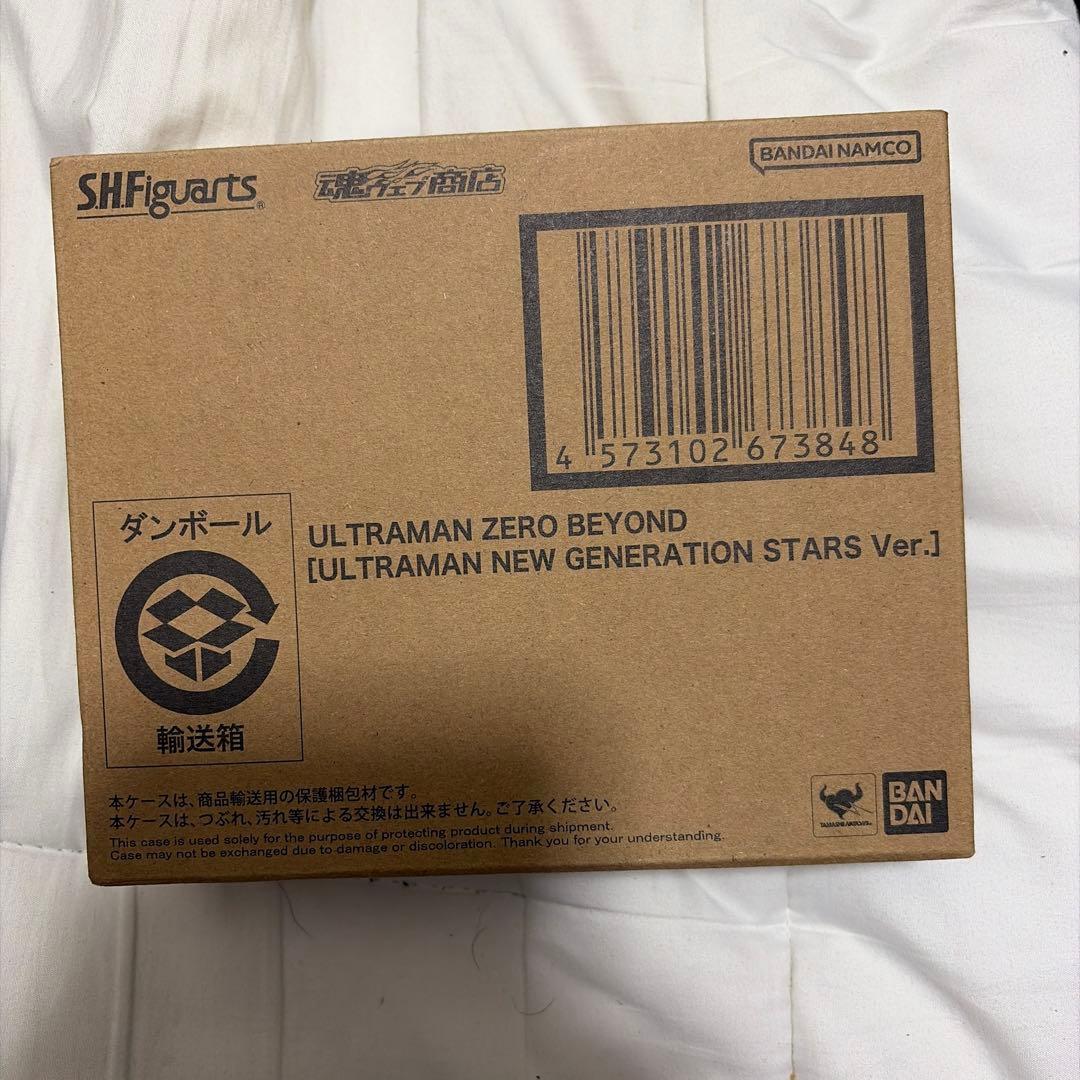 S.H.Figuarts®
魂ウェブ商店
BANDAI NAMCO
4 573102 673848
ダンボール
輸送箱
ULTRAMAN ZERO BEYOND
[ULTRAMAN NEW GENERATION STARS Ver.]
本ケースは、商品輸送用の保護梱包材です。
本ケースは、つぶれ、汚れ等による交換は出来ません。ご了承ください。
This case is used solely for the purpose of protecting product during shipment.
Case may not be exchanged due to damage or discoloration. Thank you for your understanding.
TAMASHII NATIONS
BAN
DAI